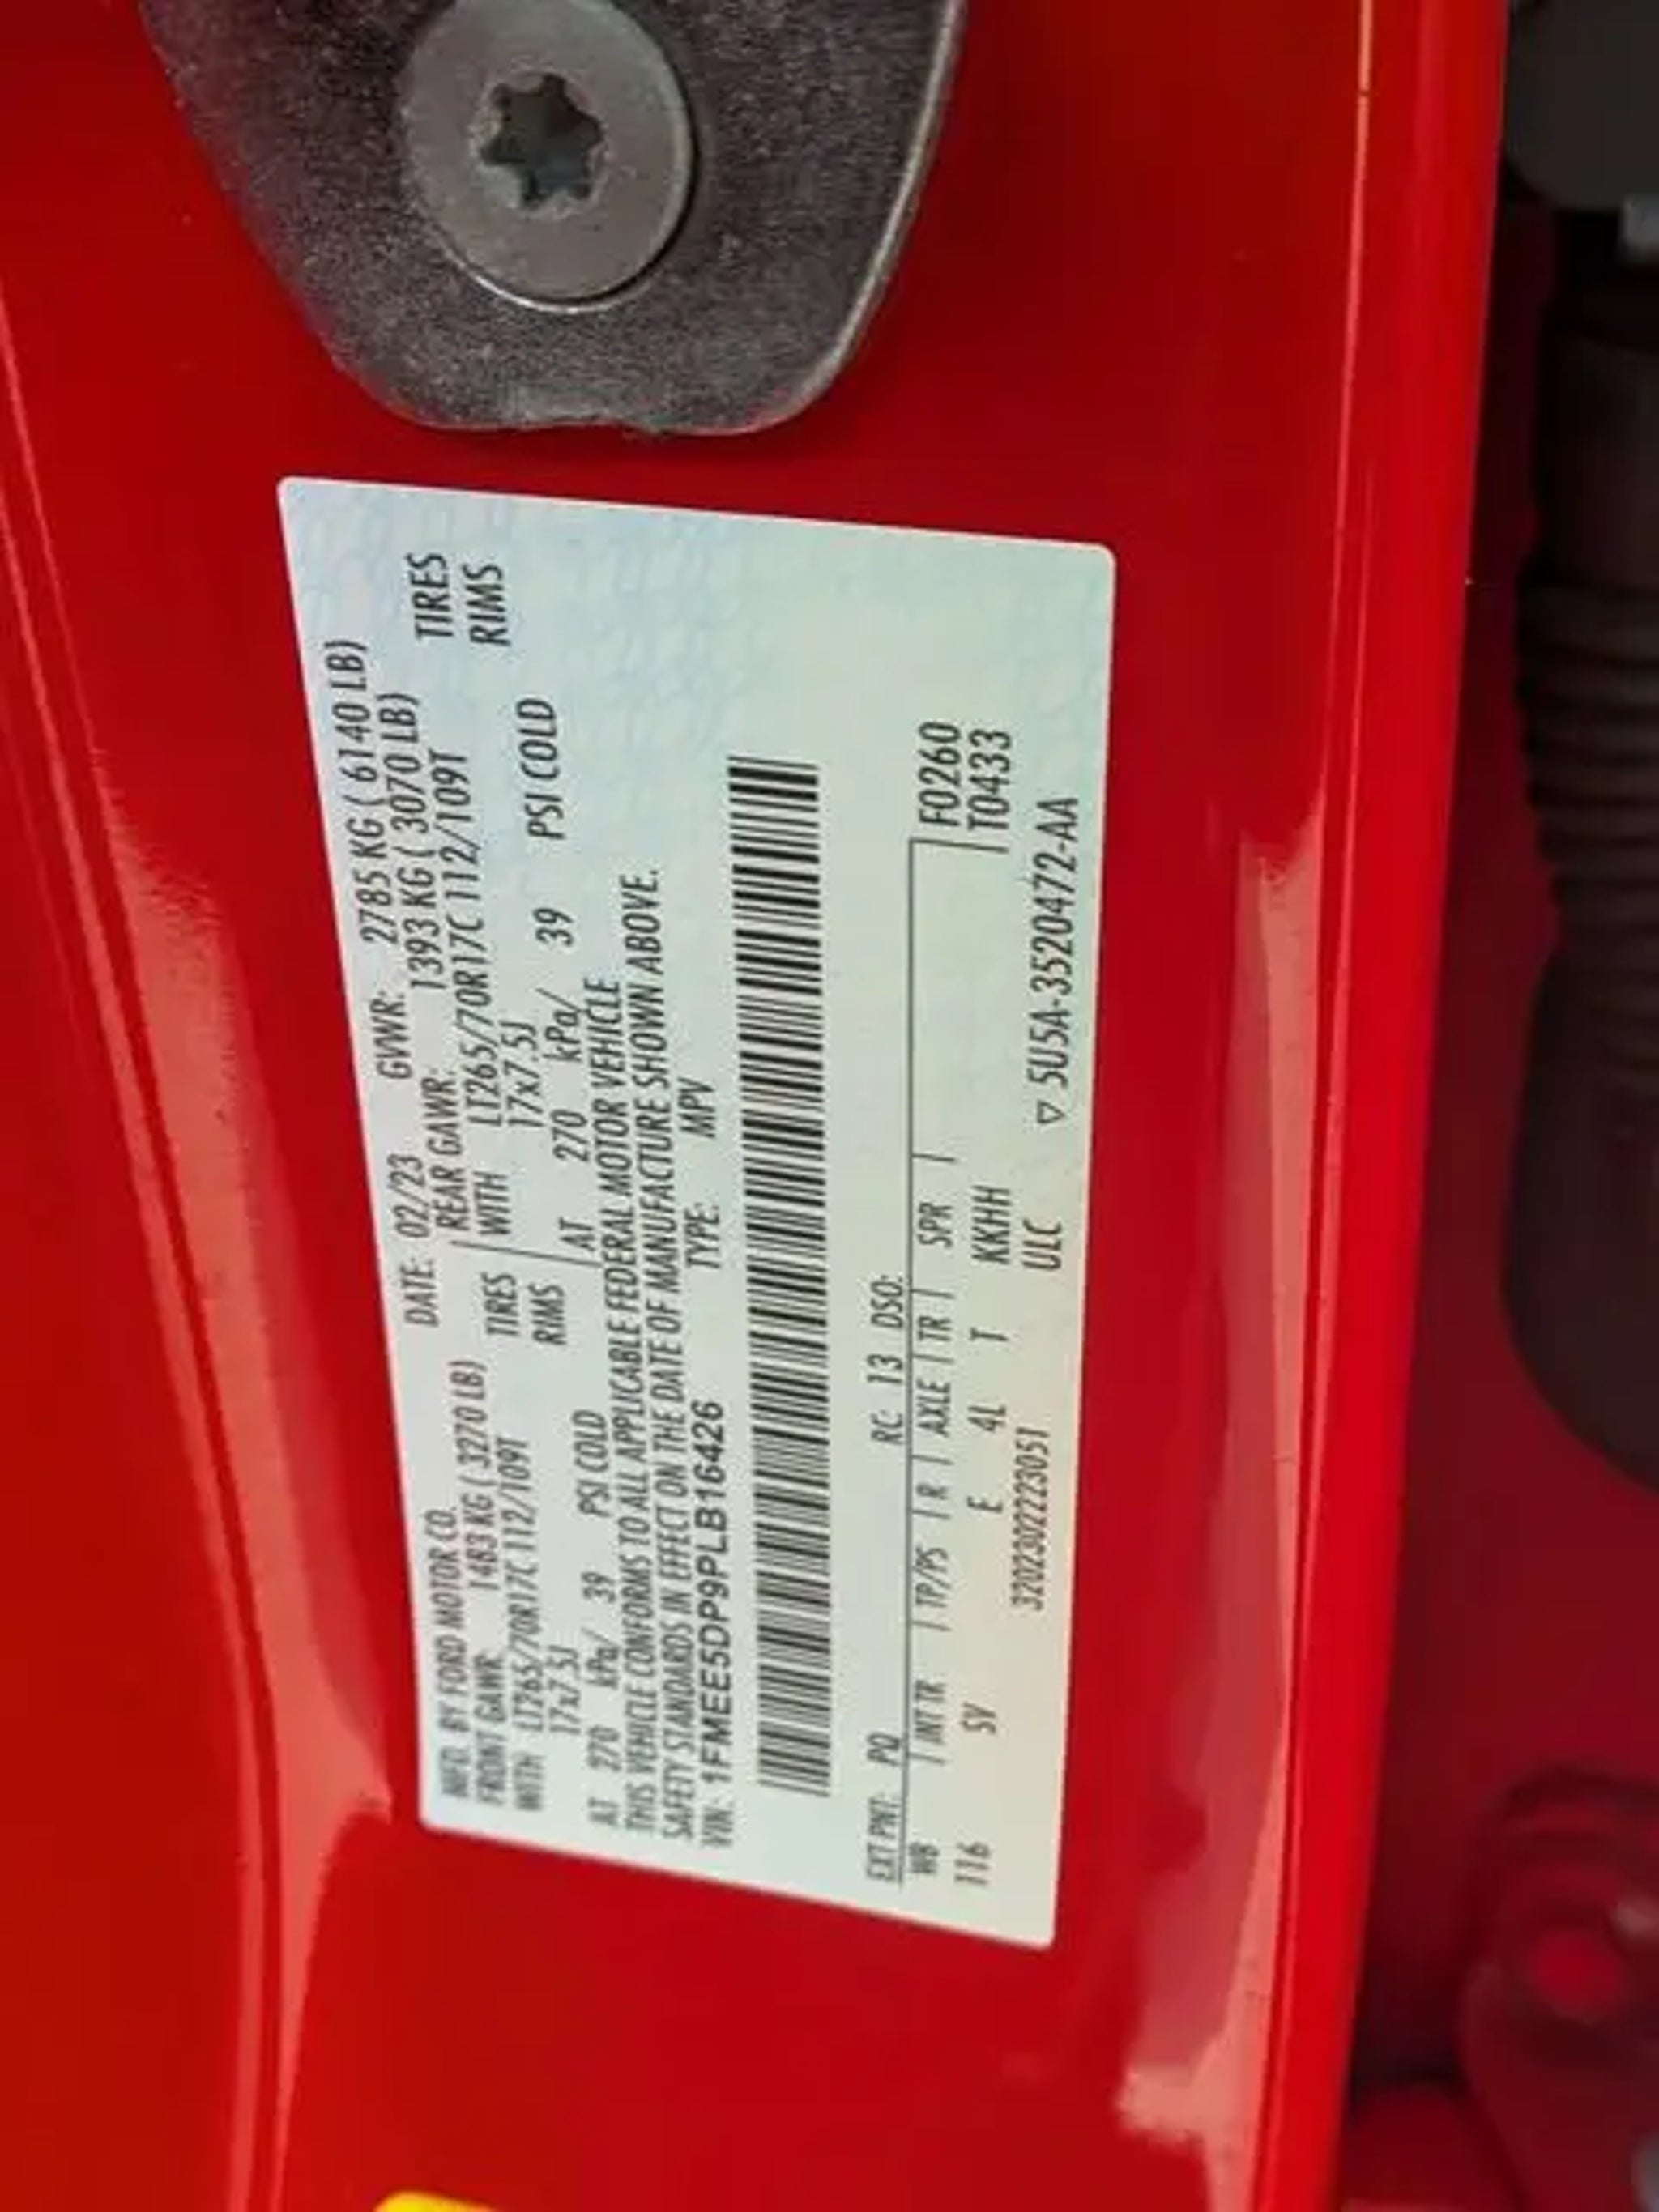 MFD. BY FORD MOTOR CO. DATE: 02/23 GVWR: 2785 KG ( 6140 LB)
FRONT GAWR: 1483 KG ( 3270 LB) REAR GAWR: 1393 KG ( 3070 LB)
WITH LT265/70R17C 112/109T TIRES WITH LT265/70R17C 112/109T TIRES
17x7.5J RIMS 17x7.5J RIMS
AT 270 kPa/ 39 PSI COLD AT 270 kPa/ 39 PSI COLD
THIS VEHICLE CONFORMS TO ALL APPLICABLE FEDERAL MOTOR VEHICLE
SAFETY STANDARDS IN EFFECT ON THE DATE OF MANUFACTURE SHOWN ABOVE.
VIN: 1FMEE5DP9PLB16426 TYPE: MPV
EXT PNT: PQ RC: 13 DSO:
WB INT TR TP/PS R AXLE TR SPR F0260
116 SV E 4L T KKHH T0433
3202302223051 ULC
▽ 5U5A-3520472-AA